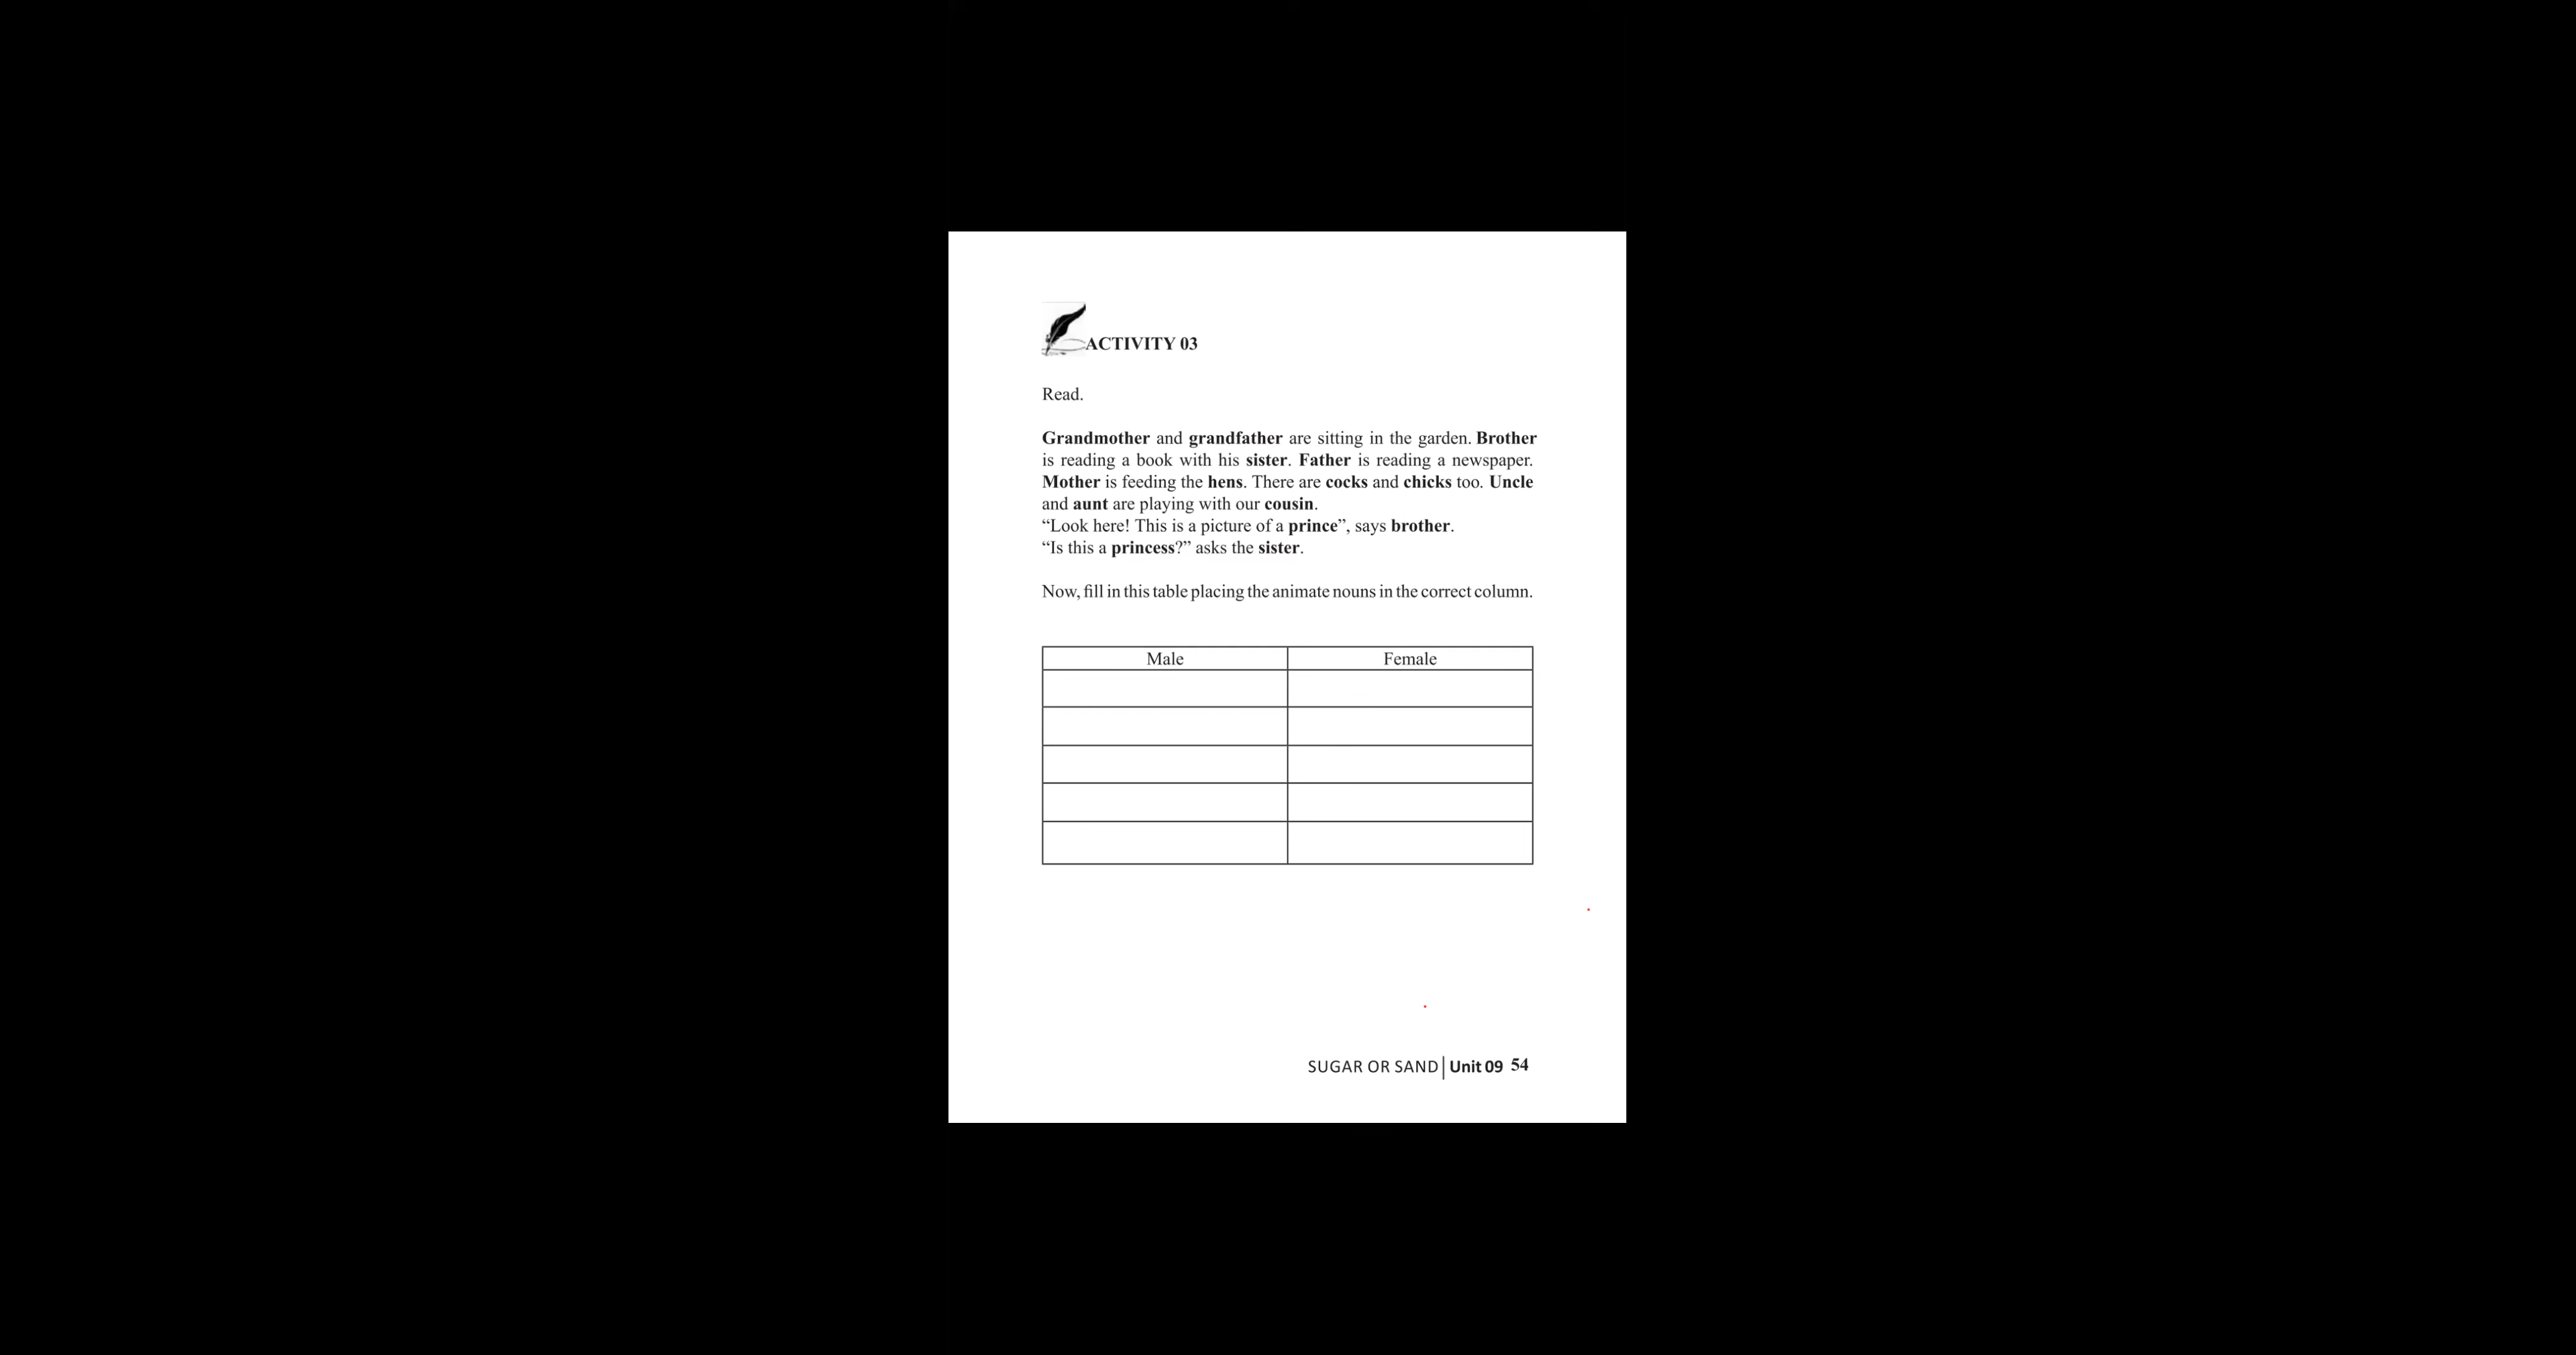 ACTIVITY 03
Read.
Grandmother and grandfather are sitting in the garden. Brother
is reading a book with his sister. Father is reading a newspaper.
Mother is feeding the hens. There are cocks and chicks too. Uncle
and aunt are playing with our cousin.
“Look here! This is a picture of a prince”, says brother.
“Is this a princess?” asks the sister.
Now, fill in this table placing the animate nouns in the correct column.
Male Female
SUGAR OR SAND Unit 09 54